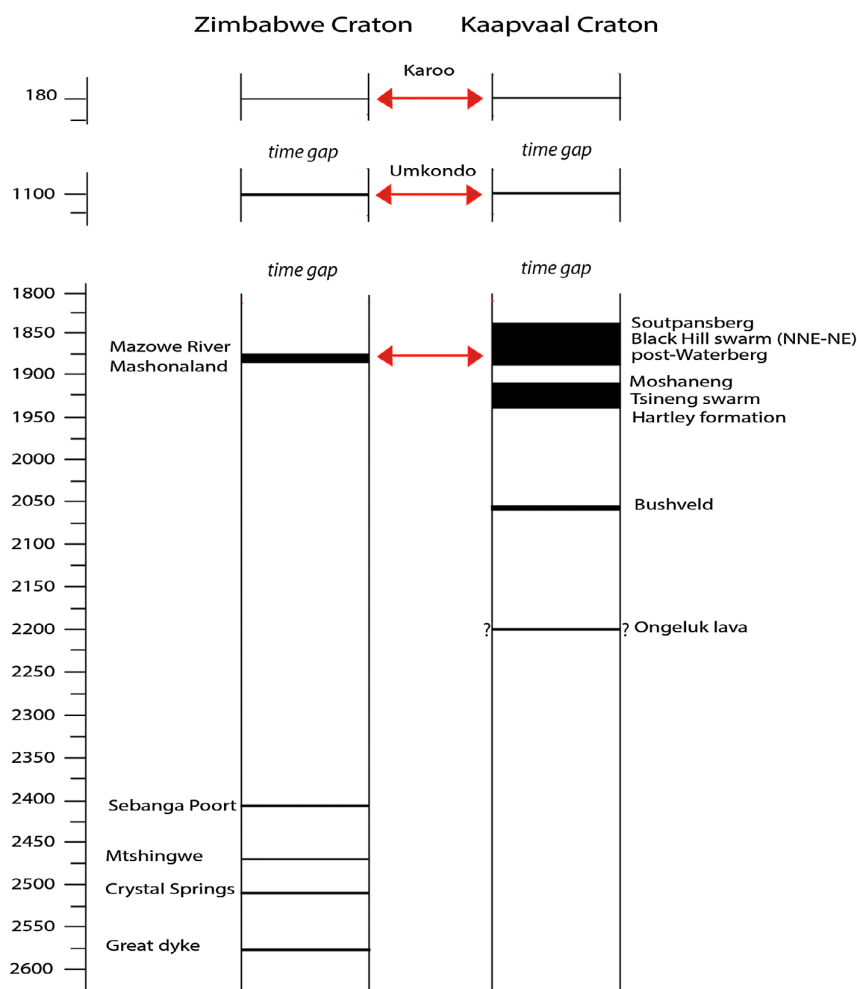 Zimbabwe Craton Kaapvaal Craton
Karoo
180
time gap time gap
Umkondo
1100
time gap time gap
1800
Soutpansberg
Black Hill swarm (NNE-NE)
post-Waterberg
1850
Mazowe River
Mashonaland
1900
Moshaneng
Tsineng swarm
Hartley formation
1950
2000
2050
Bushveld
2100
2150
2200
? ? Ongeluk lava
2250
2300
2350
2400
Sebanga Poort
2450
Mtshingwe
2500
Crystal Springs
2550
Great dyke
2600